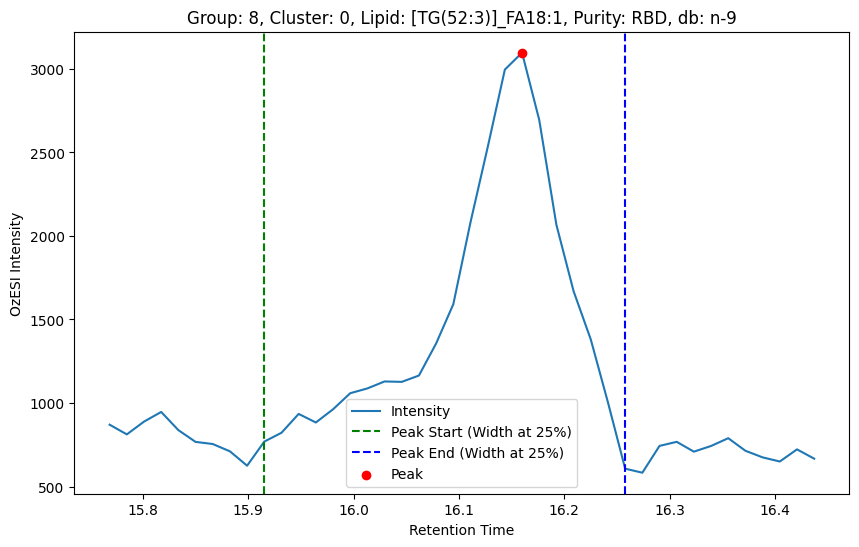 Group: 8, Cluster: 0, Lipid: [TG(52:3)]_FA18:1, Purity: RBD, db: n-9
OzESI Intensity
3000
2500
2000
1500
1000
500
Intensity
Peak Start (Width at 25%)
Peak End (Width at 25%)
Peak
15.8 15.9 16.0 16.1 16.2 16.3 16.4
Retention Time